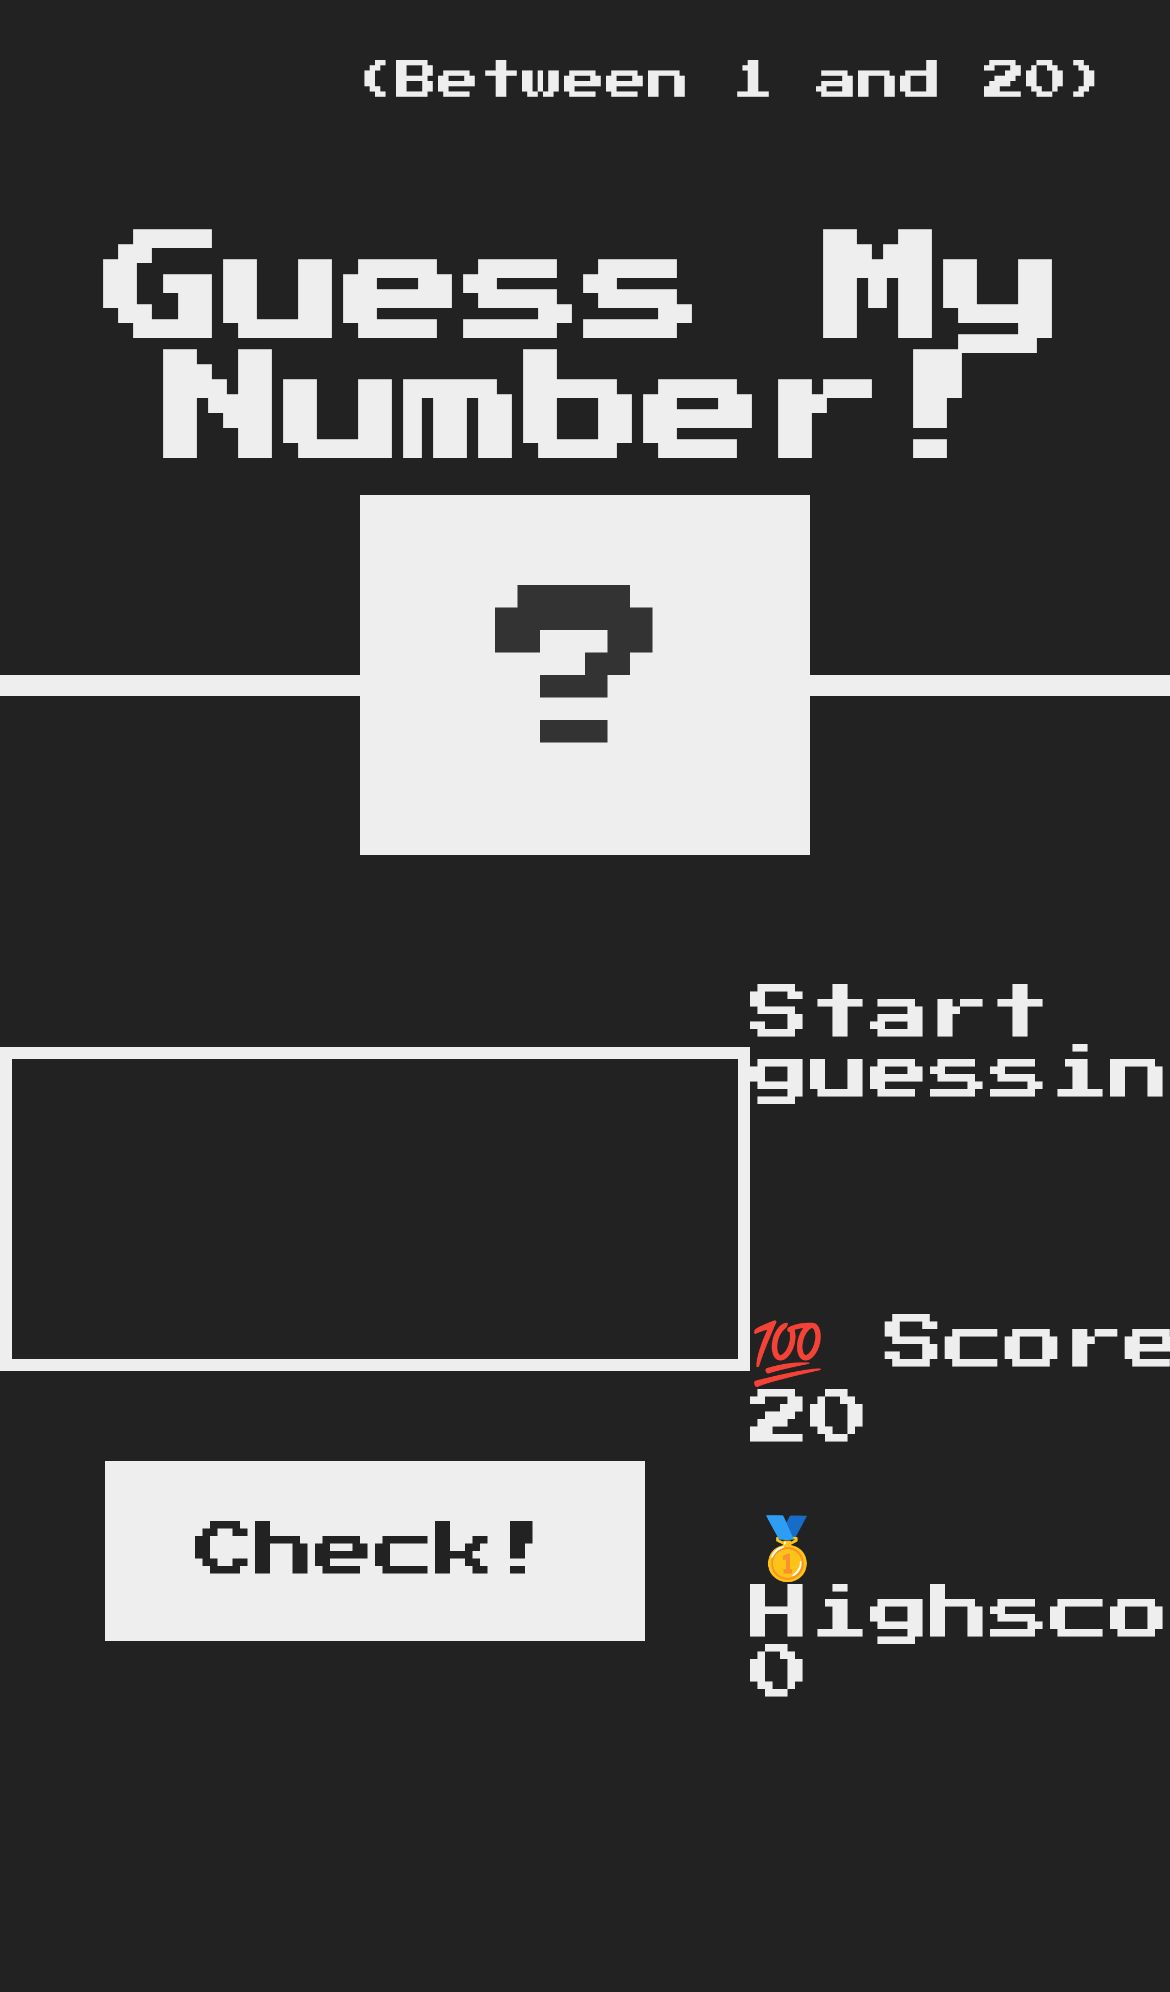 (Between 1 and 20)
Guess My
Number!
?
Start
guessin
💯 Score
20
Check!
🥇
Highsco
0